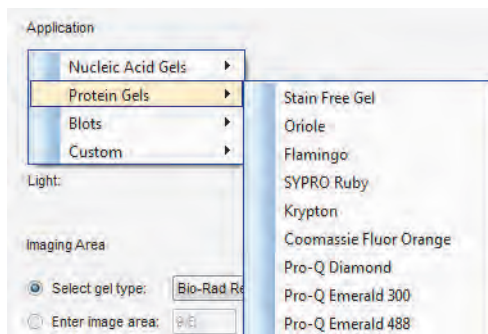 Application
Nucleic Acid Gels
Protein Gels
Blots
Custom
Stain Free Gel
Oriole
Flamingo
SYPRO Ruby
Krypton
Coomassie Fluor Orange
Pro-Q Diamond
Pro-Q Emerald 300
Pro-Q Emerald 488
Light:
Imaging Area
Select gel type:
Bio-Rad Re
Enter image area: